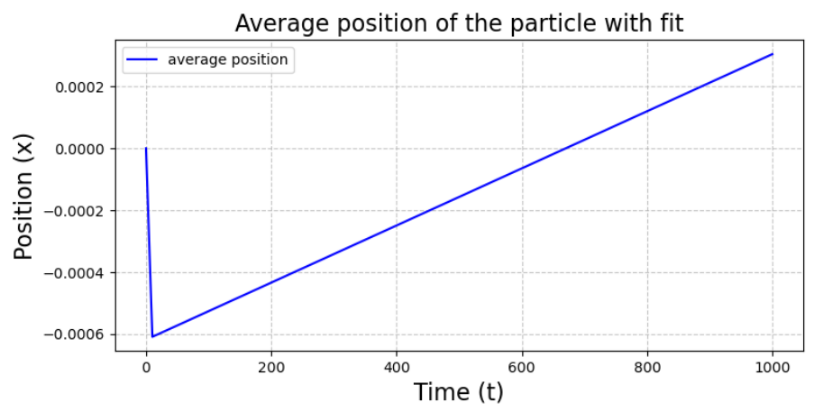 Average position of the particle with fit
average position
0.0002
0.0000
−0.0002
−0.0004
−0.0006
Position (x)
0 200 400 600 800 1000
Time (t)